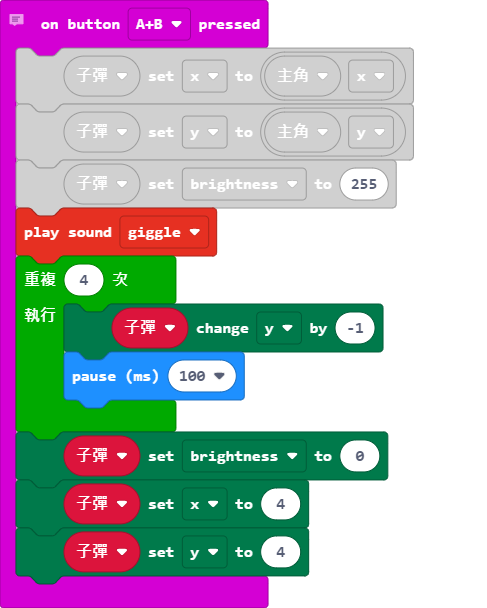 on button A+B pressed
子彈 set x to 主角 x
子彈 set y to 主角 y
子彈 set brightness to 255
play sound giggle
重複 4 次
執行
子彈 change y by -1
pause (ms) 100
子彈 set brightness to 0
子彈 set x to 4
子彈 set y to 4